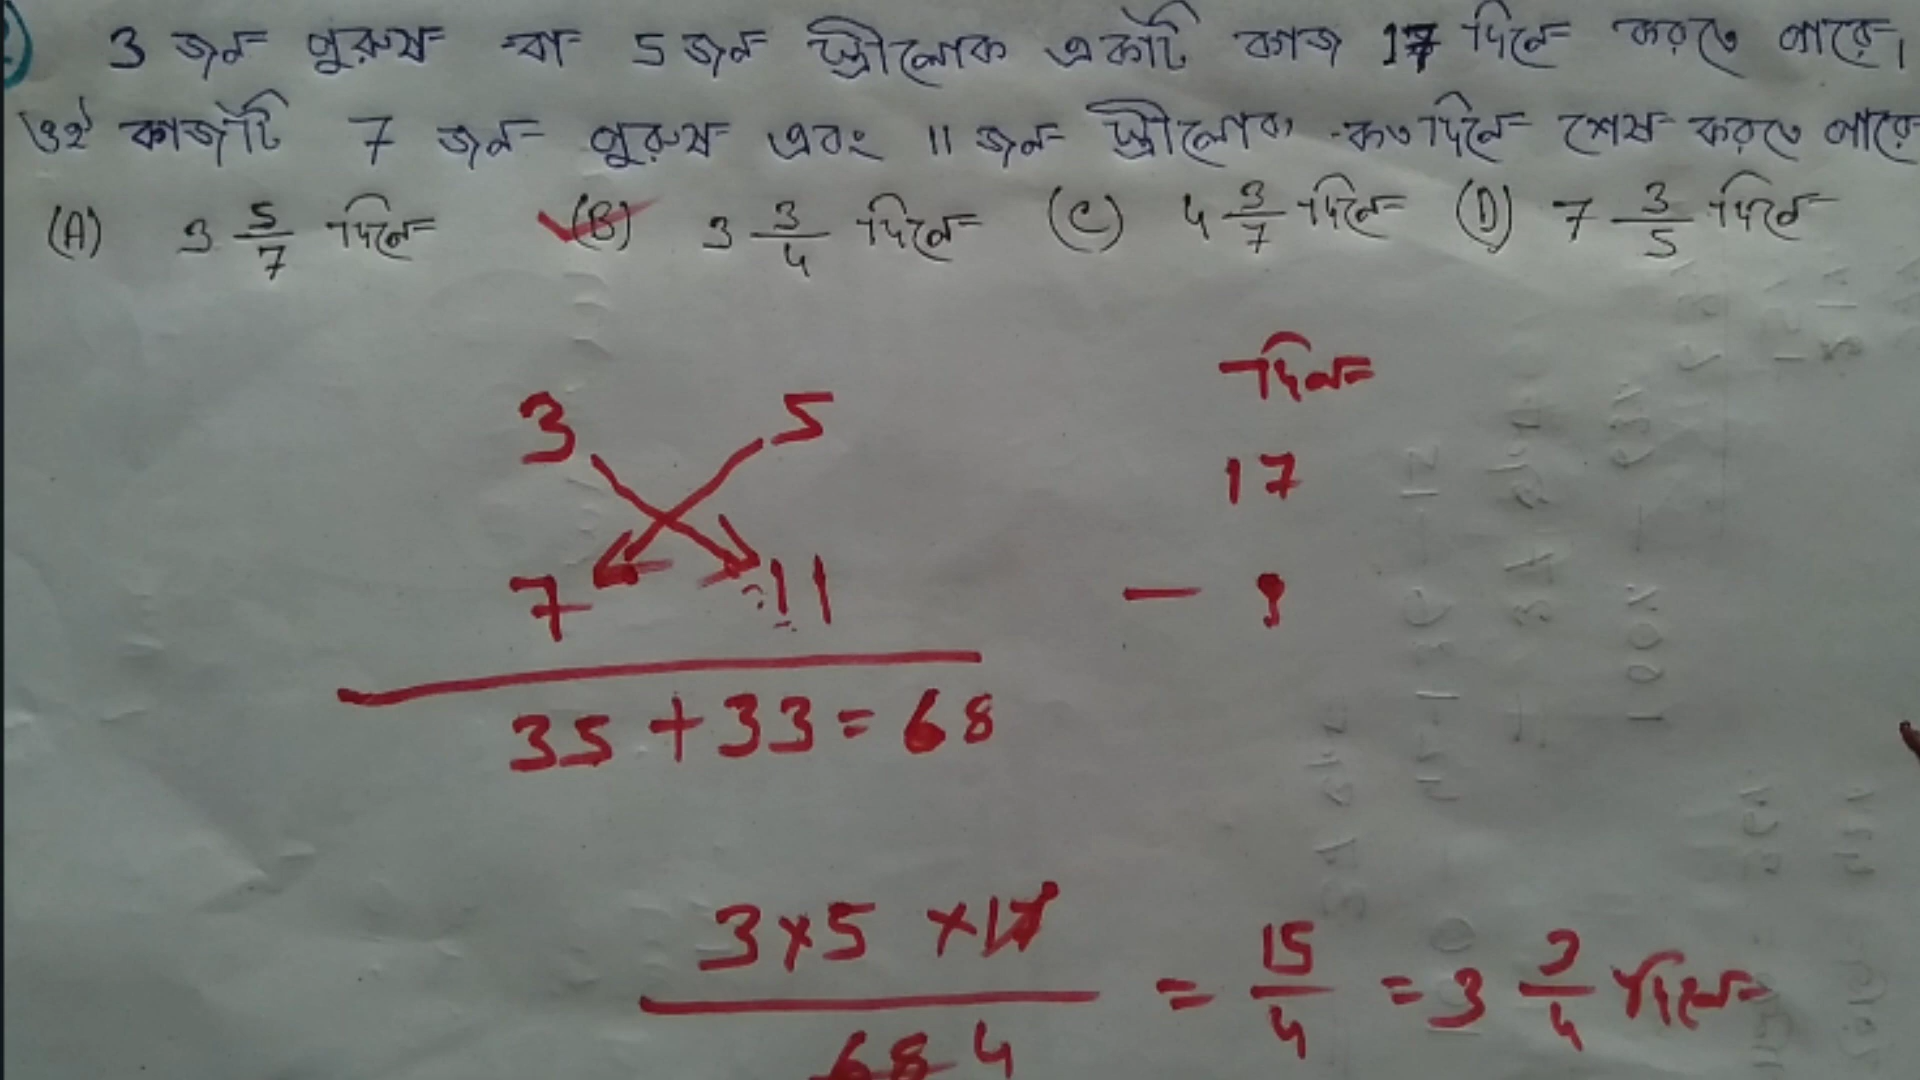 3 জন পুরুষ বা 5 জন স্ত্রীলোক একটি কাজ 17 দিনে করতে পারে।
ওই কাজটি 7 জন পুরুষ এবং 11 জন স্ত্রীলোক কতদিনে শেষ করতে পারে
(A) 3 5/7 দিনে (B) 3 3/4 দিনে (C) 4 3/7 দিনে (D) 7 3/5 দিনে
দিন
3 5 17
7 11 — ?
35 + 33 = 68
3 × 5 × 17 / 68 4 = 15/4 = 3 3/4 দিনে